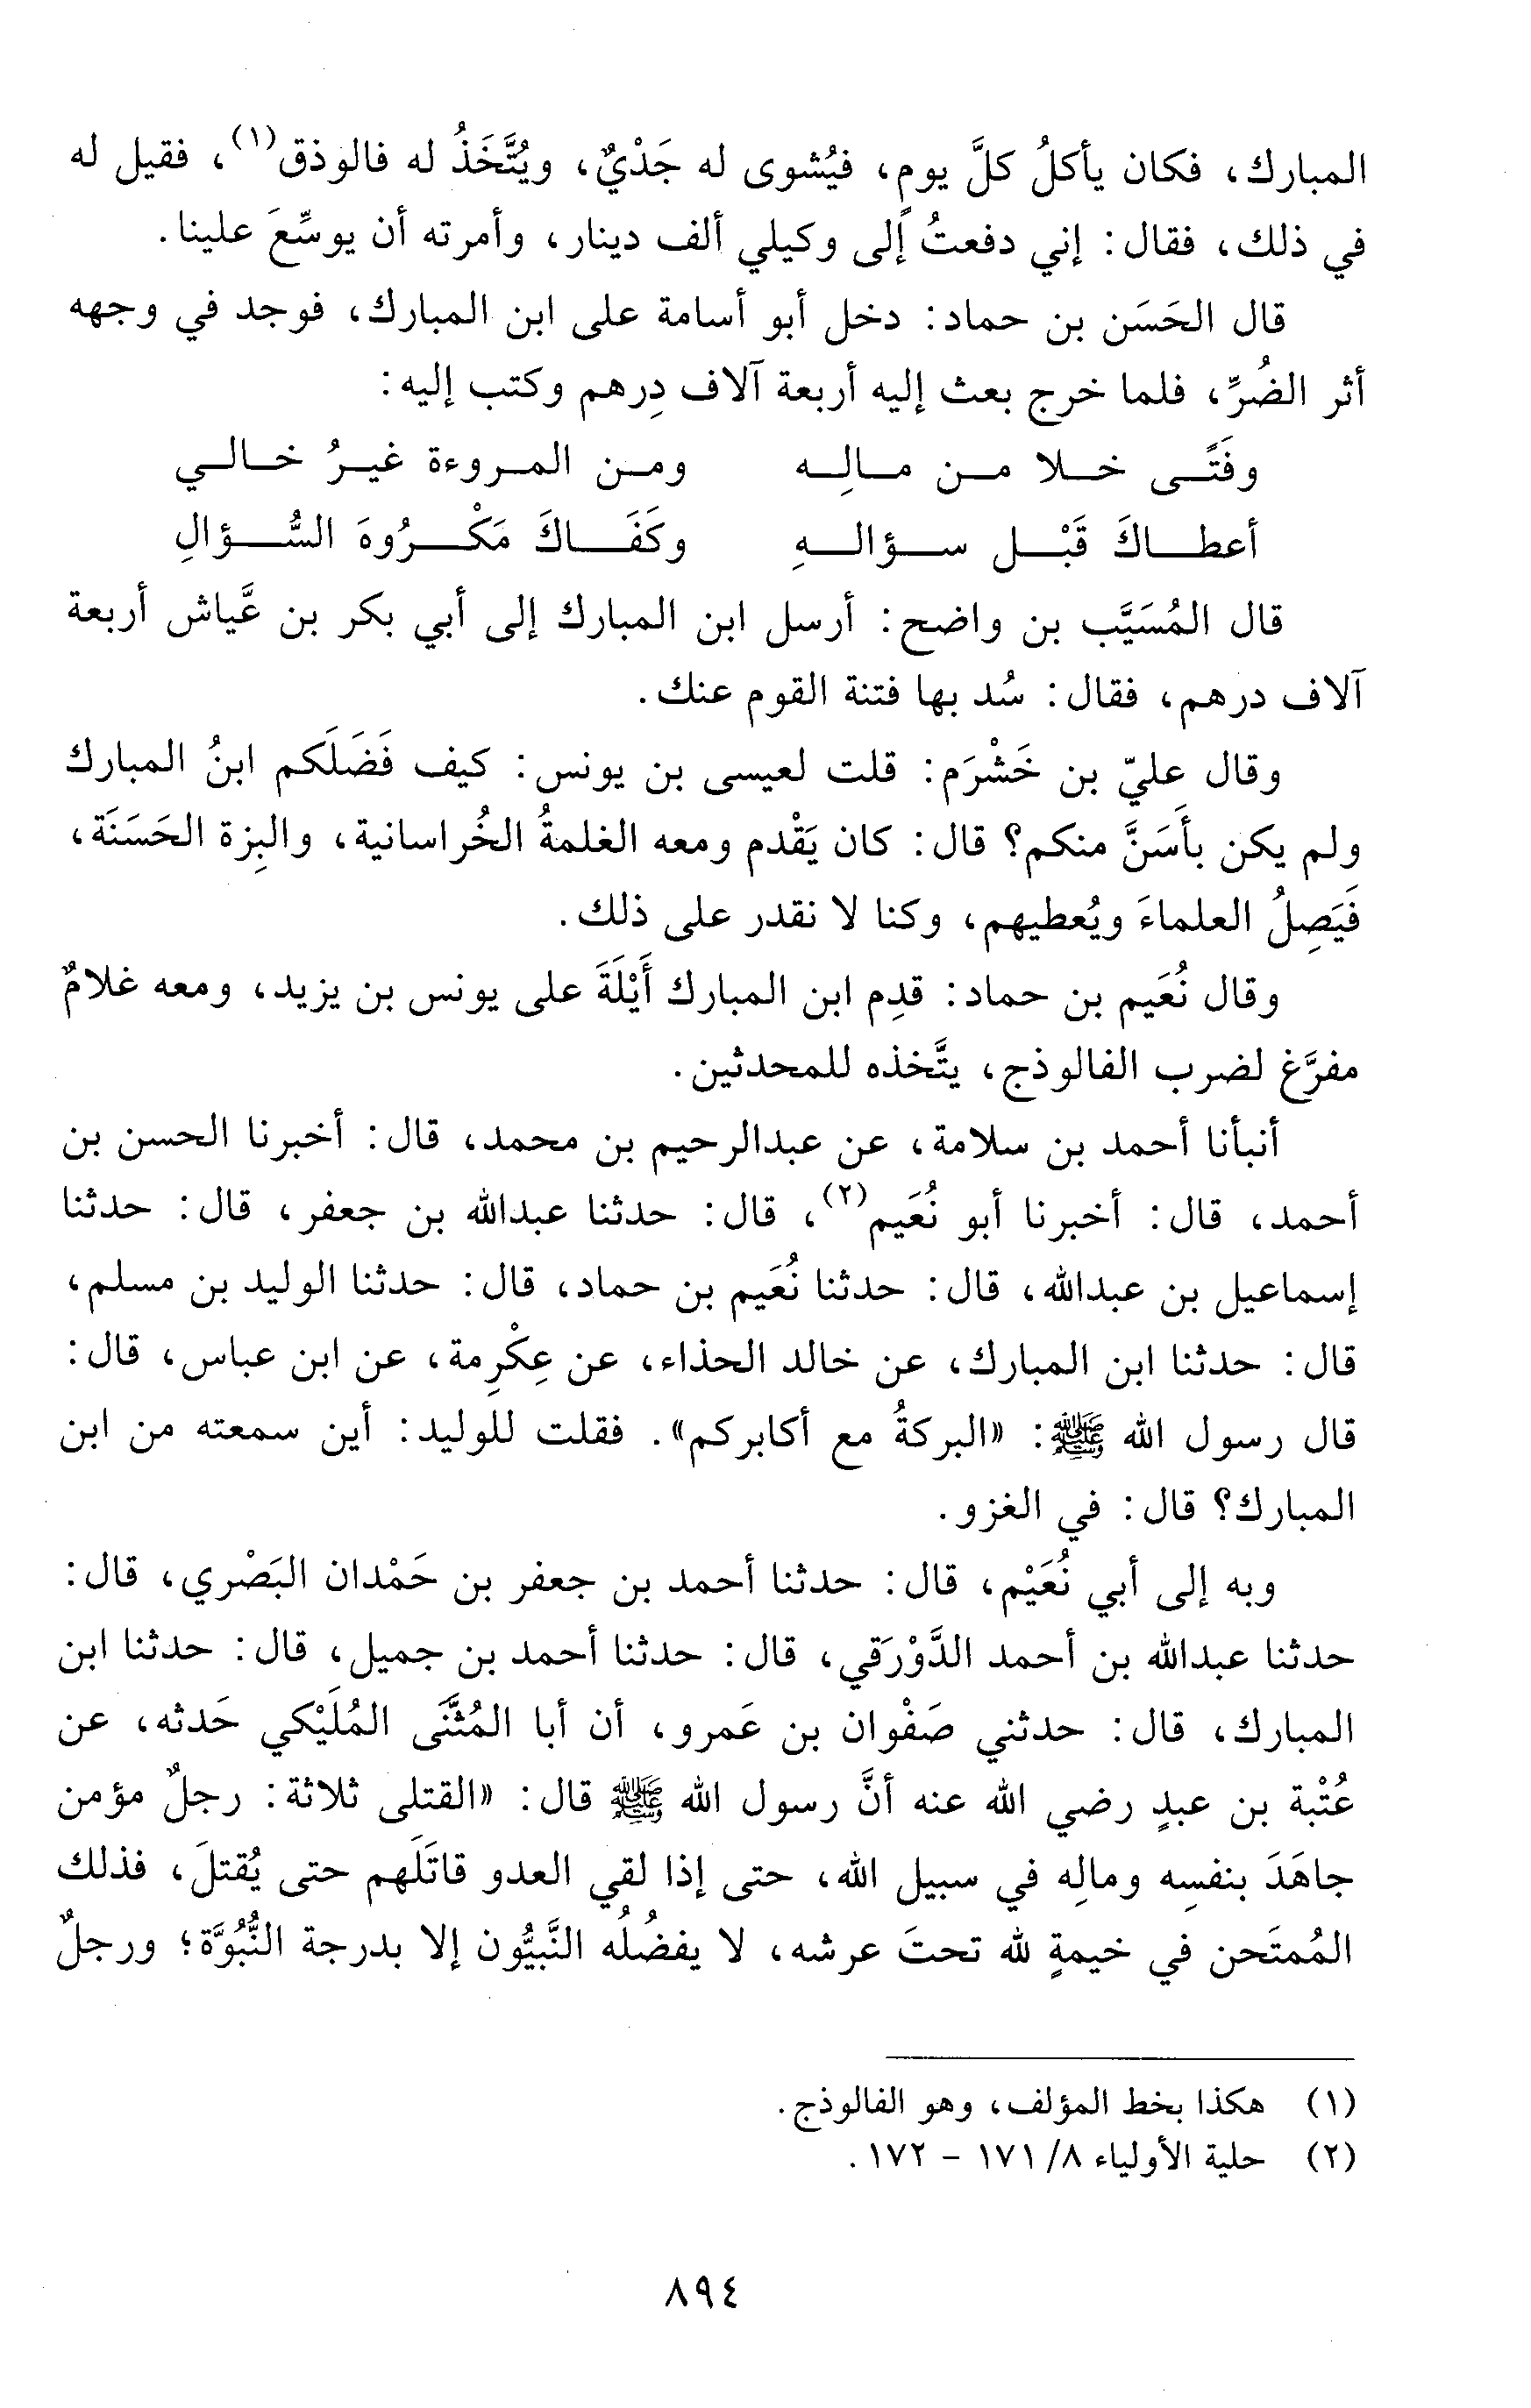 المبارك، فكان يأكلُ كلَّ يومٍ، فيُشوى له جَدْيٌ، ويُتَّخَذُ له فالوذق(١)، فقيل له
في ذلك، فقال: إني دفعتُ إلى وكيلي ألف دينار، وأمرته أن يوسِّعَ علينا.
قال الحَسَن بن حماد: دخل أبو أسامة على ابن المبارك، فوجد في وجهه
أثر الضُرِّ، فلما خرج بعث إليه أربعة آلاف دِرهم وكتب إليه:
وفَتًى خلا من مالِه ومن المروءة غيرُ خالي
أعطاكَ قَبْل سؤالهِ وكَفَاكَ مَكْرُوهَ السُّؤالِ
قال المُسَيَّب بن واضح: أرسل ابن المبارك إلى أبي بكر بن عَّياش أربعة
آلاف درهم، فقال: سُد بها فتنة القوم عنك.
وقال عليّ بن خَشْرَم: قلت لعيسى بن يونس: كيف فَضَلَكم ابنُ المبارك
ولم يكن بأَسَنَّ منكم؟ قال: كان يَقْدم ومعه الغلمةُ الخُراسانية، والبِزة الحَسَنَة،
فَيَصِلُ العلماءَ ويُعطيهم، وكنا لا نقدر على ذلك.
وقال نُعَيم بن حماد: قدِم ابن المبارك أَيْلَةَ على يونس بن يزيد، ومعه غلامٌ
مفرَّغ لضرب الفالوذج، يتَّخذه للمحدثين.
أنبأنا أحمد بن سلامة، عن عبدالرحيم بن محمد، قال: أخبرنا الحسن بن
أحمد، قال: أخبرنا أبو نُعَيم(٢)، قال: حدثنا عبدالله بن جعفر، قال: حدثنا
إسماعيل بن عبدالله، قال: حدثنا نُعَيم بن حماد، قال: حدثنا الوليد بن مسلم،
قال: حدثنا ابن المبارك، عن خالد الحذاء، عن عِكْرِمة، عن ابن عباس، قال:
قال رسول الله ﷺ: «البركةُ مع أكابركم». فقلت للوليد: أين سمعته من ابن
المبارك؟ قال: في الغزو.
وبه إلى أبي نُعَيْم، قال: حدثنا أحمد بن جعفر بن حَمْدان البَصْري، قال:
حدثنا عبدالله بن أحمد الدَّوْرَقي، قال: حدثنا أحمد بن جميل، قال: حدثنا ابن
المبارك، قال: حدثني صَفْوان بن عَمرو، أن أبا المُثَنَّى المُلَيْكي حَدثه، عن
عُتْبة بن عبدٍ رضي الله عنه أنَّ رسول الله ﷺ قال: «القتلى ثلاثة: رجلٌ مؤمن
جاهَدَ بنفسِه ومالِه في سبيل الله، حتى إذا لقي العدو قاتَلَهم حتى يُقتلَ، فذلك
المُمتَحن في خيمةٍ لله تحتَ عرشه، لا يفضُلُه النَّبيُّون إلا بدرجة النُّبُوَّة؛ ورجلٌ
(١) هكذا بخط المؤلف، وهو الفالوذج.
(٢) حلية الأولياء ٨/ ١٧١ - ١٧٢.
٨٩٤